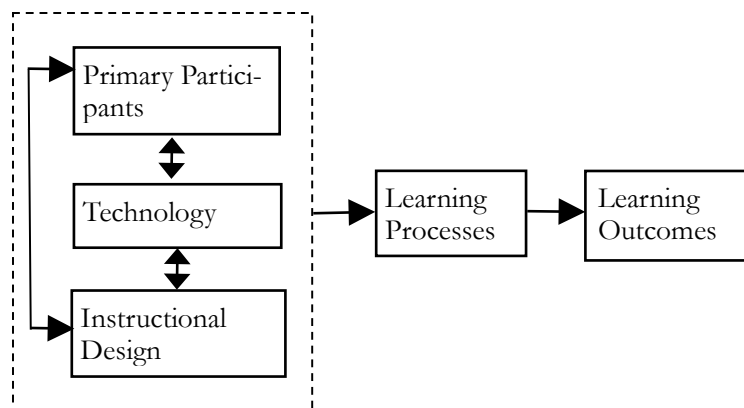 Primary Partici-
pants
Technology
Instructional
Design
Learning
Processes
Learning
Outcomes